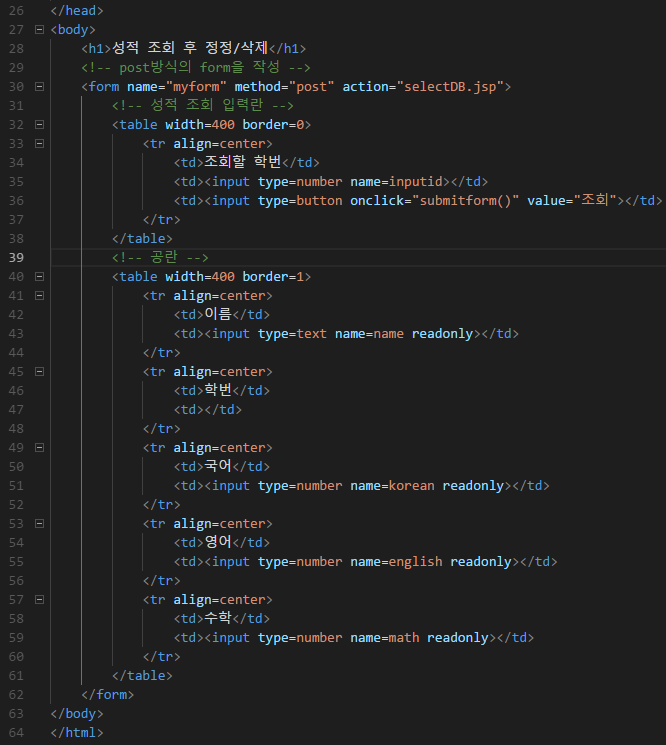 26 </head>
27 <body>
28 <h1>성적 조회 후 정정/삭제</h1>
29 <!-- post방식의 form을 작성 -->
30 <form name="myform" method="post" action="selectDB.jsp">
31 <!-- 성적 조회 입력란 -->
32 <table width=400 border=0>
33 <tr align=center>
34 <td>조회할 학번</td>
35 <td><input type=number name=inputid></td>
36 <td><input type=button onclick="submitform()" value="조회"></td>
37 </tr>
38 </table>
39 <!-- 공란 -->
40 <table width=400 border=1>
41 <tr align=center>
42 <td>이름</td>
43 <td><input type=text name=name readonly></td>
44 </tr>
45 <tr align=center>
46 <td>학번</td>
47 <td></td>
48 </tr>
49 <tr align=center>
50 <td>국어</td>
51 <td><input type=number name=korean readonly></td>
52 </tr>
53 <tr align=center>
54 <td>영어</td>
55 <td><input type=number name=english readonly></td>
56 </tr>
57 <tr align=center>
58 <td>수학</td>
59 <td><input type=number name=math readonly></td>
60 </tr>
61 </table>
62 </form>
63 </body>
64 </html>